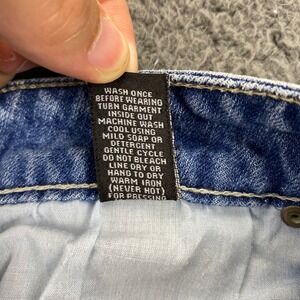 WASH ONCE
BEFORE WEARING
TURN GARMENT
INSIDE OUT
MACHINE WASH
COOL USING
MILD SOAP OR
DETERGENT
GENTLE CYCLE
DO NOT BLEACH
LINE DRY OR
HANG TO DRY
WARM IRON
(NEVER HOT)
FOR PRESSING